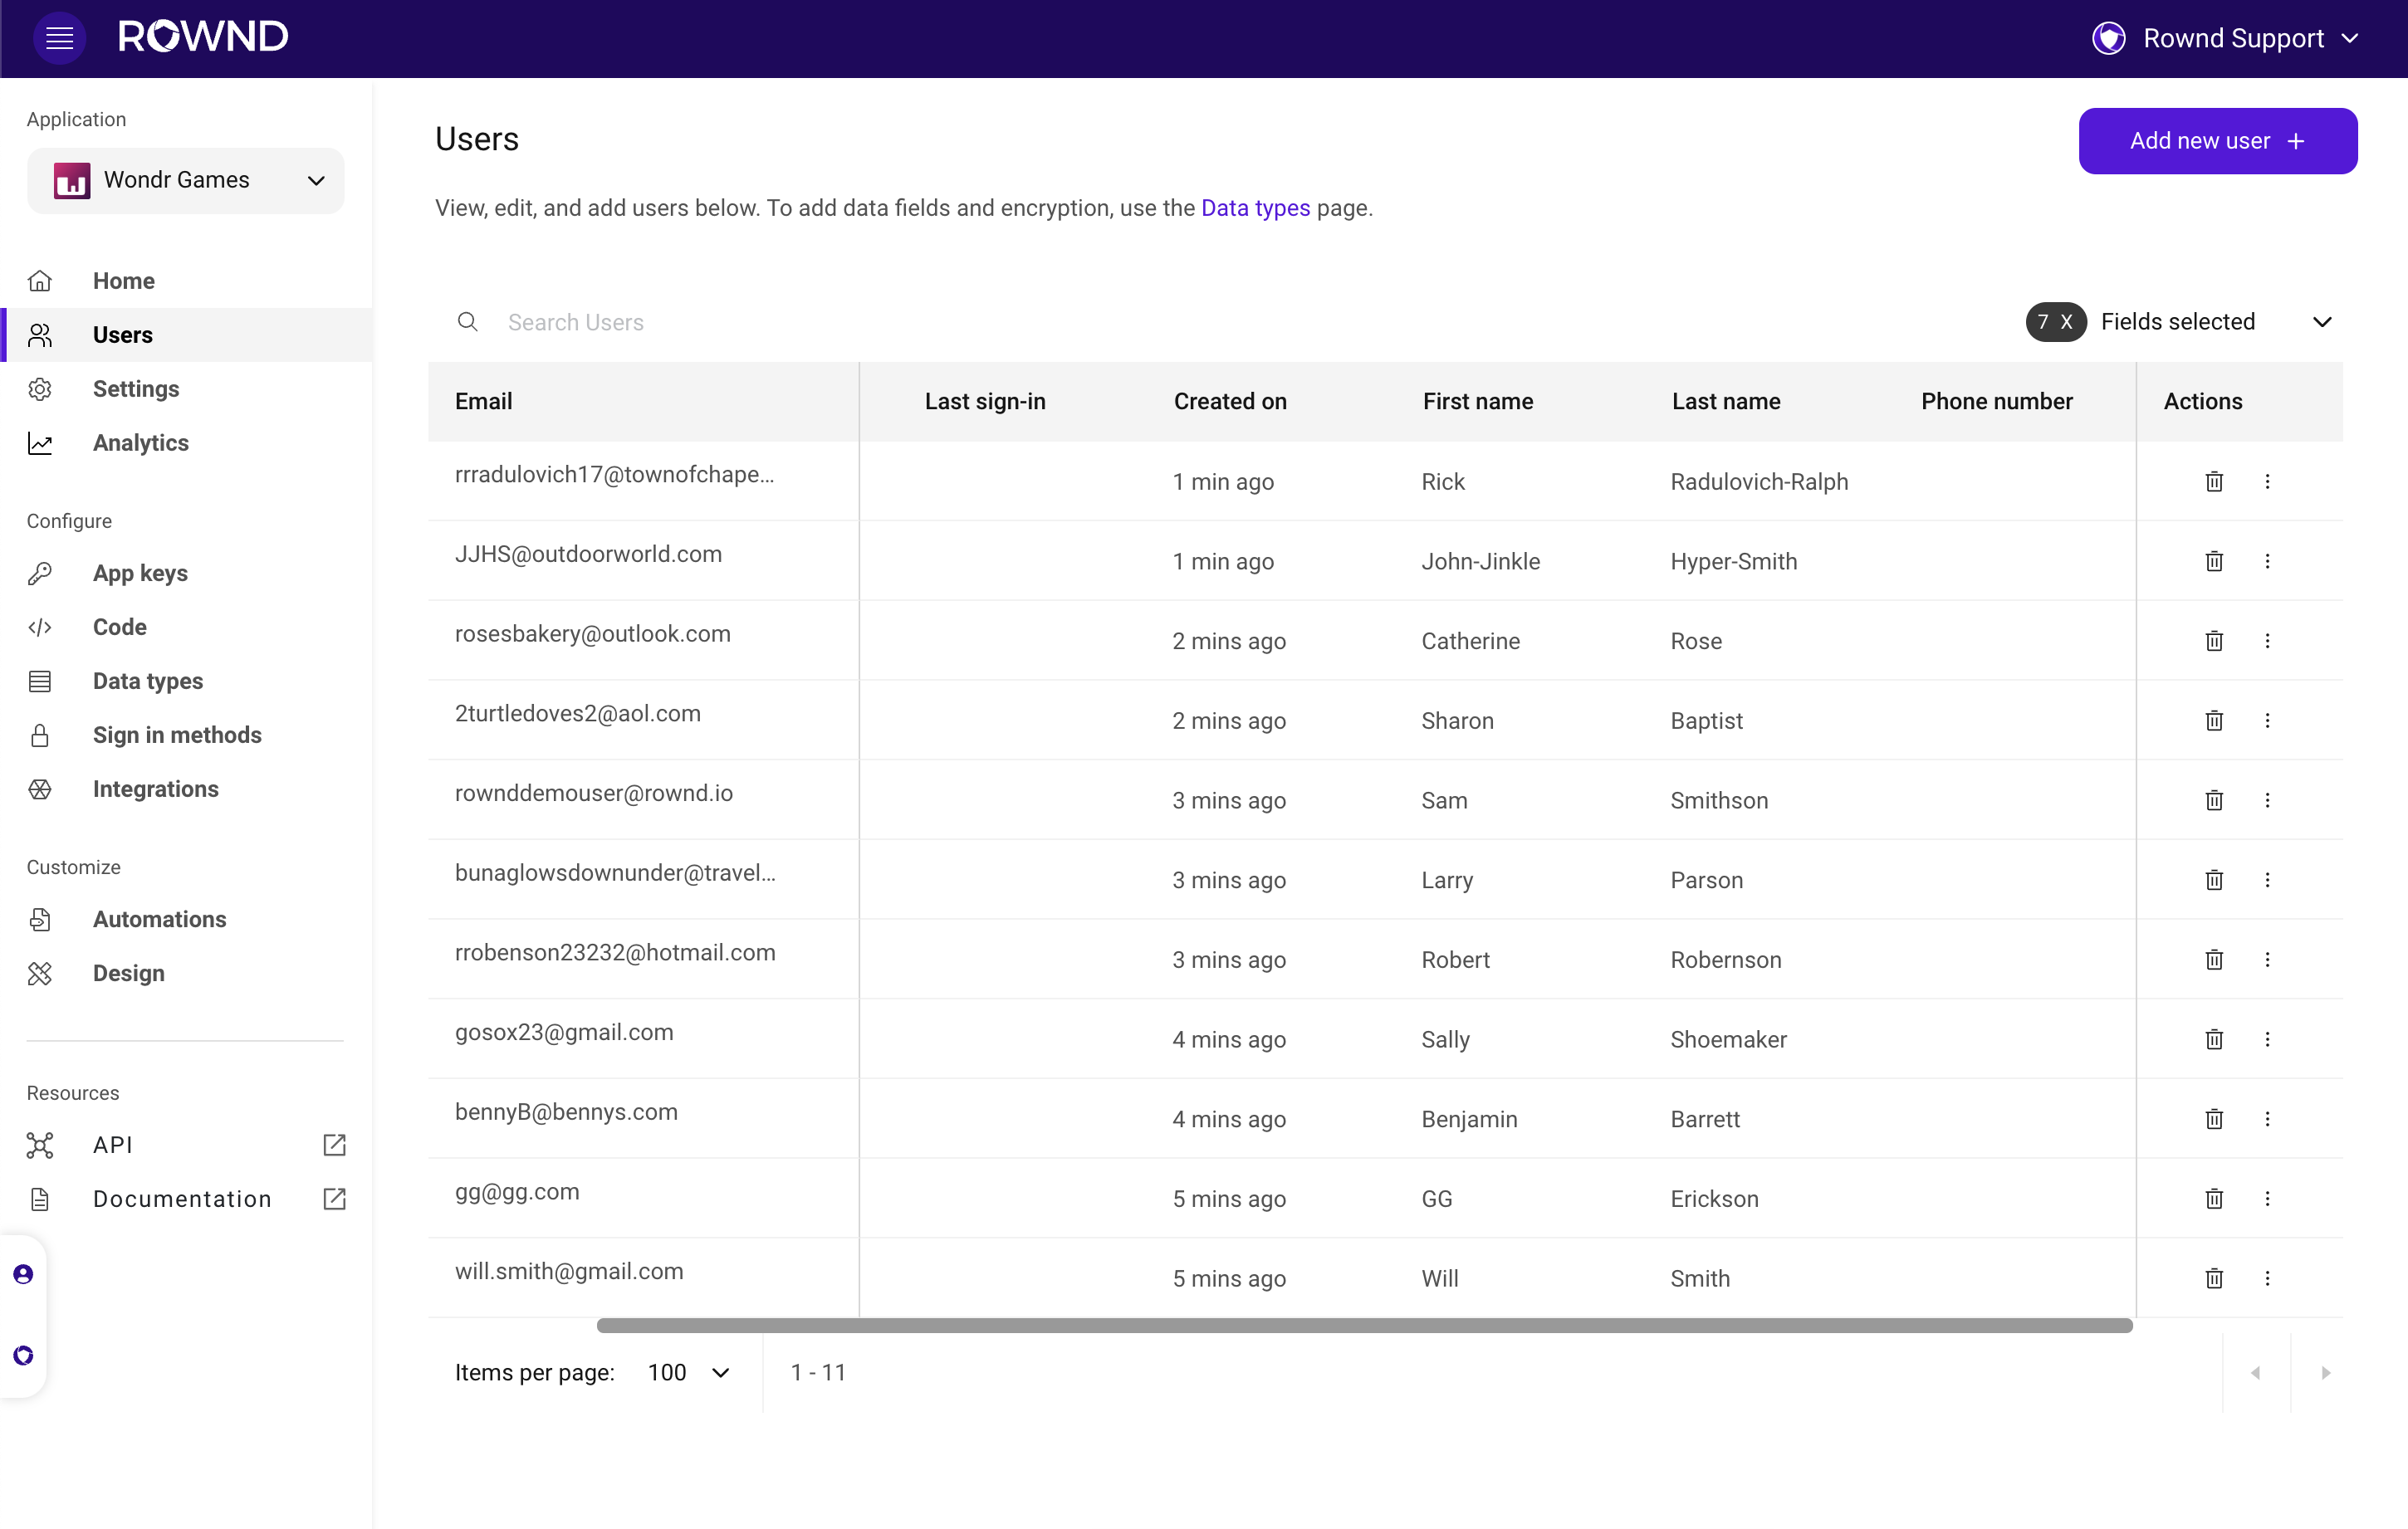 ROWND
Rownd Support
Application
Wondr Games
Home
Users
Settings
Analytics
Configure
App keys
Code
Data types
Sign in methods
Integrations
Customize
Automations
Design
Resources
API
Documentation
Users
Add new user +
View, edit, and add users below. To add data fields and encryption, use the Data types page.
Search Users
7 X Fields selected
Email Last sign-in Created on First name Last name Phone number Actions
rrradulovich17@townofchape... 1 min ago Rick Radulovich-Ralph
JJHS@outdoorworld.com 1 min ago John-Jinkle Hyper-Smith
rosesbakery@outlook.com 2 mins ago Catherine Rose
2turtledoves2@aol.com 2 mins ago Sharon Baptist
rownddemouser@rownd.io 3 mins ago Sam Smithson
bunaglowsdownunder@travel... 3 mins ago Larry Parson
rrobenson23232@hotmail.com 3 mins ago Robert Robernson
gosox23@gmail.com 4 mins ago Sally Shoemaker
bennyB@bennys.com 4 mins ago Benjamin Barrett
gg@gg.com 5 mins ago GG Erickson
will.smith@gmail.com 5 mins ago Will Smith
Items per page: 100 1 - 11